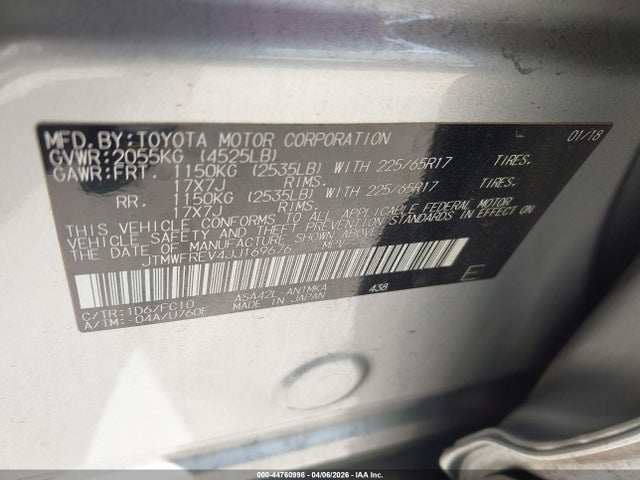 MFD. BY: TOYOTA MOTOR CORPORATION 01/18
GVWR: 2055KG (4525LB)
GAWR: FRT. 1150KG (2535LB) WITH 225/65R17 TIRES.
17X7J RIMS.
RR. 1150KG (2535LB) WITH 225/65R17 TIRES.
17X7J RIMS.
THIS VEHICLE CONFORMS TO ALL APPLICABLE FEDERAL MOTOR
VEHICLE SAFETY AND THEFT PREVENTION STANDARDS IN EFFECT ON
THE DATE OF MANUFACTURE SHOWN ABOVE.
JTMWFREV4JJ169676 MPV
C/TR: 1D6/FC10 ASA42L-ANTMKA 438 E
A/TM: -04A/U760E MADE IN JAPAN
000-44760998 - 04/06/2026 - IAA Inc.